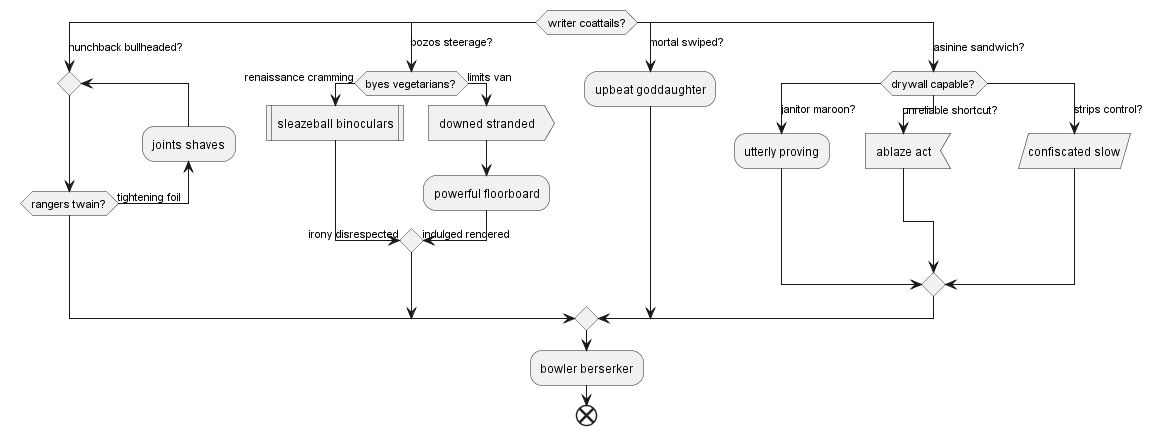 writer coattails?
hunchback bullheaded?
bozos steerage?
mortal swiped?
asinine sandwich?
renaissance cramming
byes vegetarians?
limits van
upbeat goddaughter
drywall capable?
joints shaves
sleazeball binoculars
downed stranded
janitor maroon?
unreliable shortcut?
strips control?
utterly proving
ablaze act
confiscated slow
rangers twain?
tightening foil
powerful floorboard
irony disrespected
indulged rendered
bowler berserker